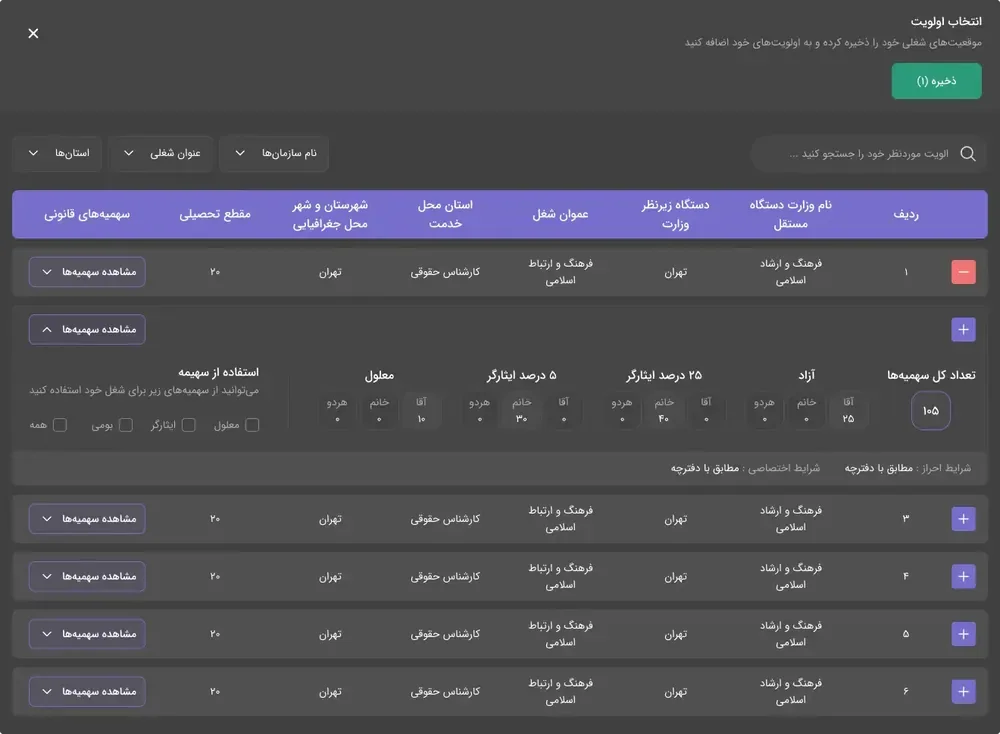 انتخاب اولویت
موقعیت‌های شغلی خود را ذخیره کرده و به اولویت‌های خود اضافه کنید
ذخیره (۱)
الویت موردنظر خود را جستجو کنید ...
نام سازمان‌ها
عنوان شغلی
استان‌ها
ردیف
نام وزارت دستگاه
مستقل
دستگاه زیرنظر
وزارت
عموان شغل
استان محل
خدمت
شهرستان و شهر
محل جغرافیایی
مقطع تحصیلی
سهمیه‌های قانونی
۱
فرهنگ و ارشاد
اسلامی
تهران
فرهنگ و ارتباط
اسلامی
کارشناس حقوقی
تهران
۲۰
مشاهده سهمیه‌ها
مشاهده سهمیه‌ها
تعداد کل سهمیه‌ها
۱۰۵
آزاد
آقا
۲۵
خانم
۰
هردو
۰
۲۵ درصد ایثارگر
آقا
۰
خانم
۴۰
هردو
۰
۵ درصد ایثارگر
آقا
۰
خانم
۳۰
هردو
۰
معلول
آقا
۱۰
خانم
۰
هردو
۰
استفاده از سهیمه
می‌توانید از سهمیه‌های زیر برای شغل خود استفاده کنید
معلول
ایثارگر
بومی
همه
شرایط احراز : مطابق با دفترچه
شرایط اختصاصی : مطابق با دفترچه
۳
فرهنگ و ارشاد
اسلامی
تهران
فرهنگ و ارتباط
اسلامی
کارشناس حقوقی
تهران
۲۰
مشاهده سهمیه‌ها
۴
فرهنگ و ارشاد
اسلامی
تهران
فرهنگ و ارتباط
اسلامی
کارشناس حقوقی
تهران
۲۰
مشاهده سهمیه‌ها
۵
فرهنگ و ارشاد
اسلامی
تهران
فرهنگ و ارتباط
اسلامی
کارشناس حقوقی
تهران
۲۰
مشاهده سهمیه‌ها
۶
فرهنگ و ارشاد
اسلامی
تهران
فرهنگ و ارتباط
اسلامی
کارشناس حقوقی
تهران
۲۰
مشاهده سهمیه‌ها